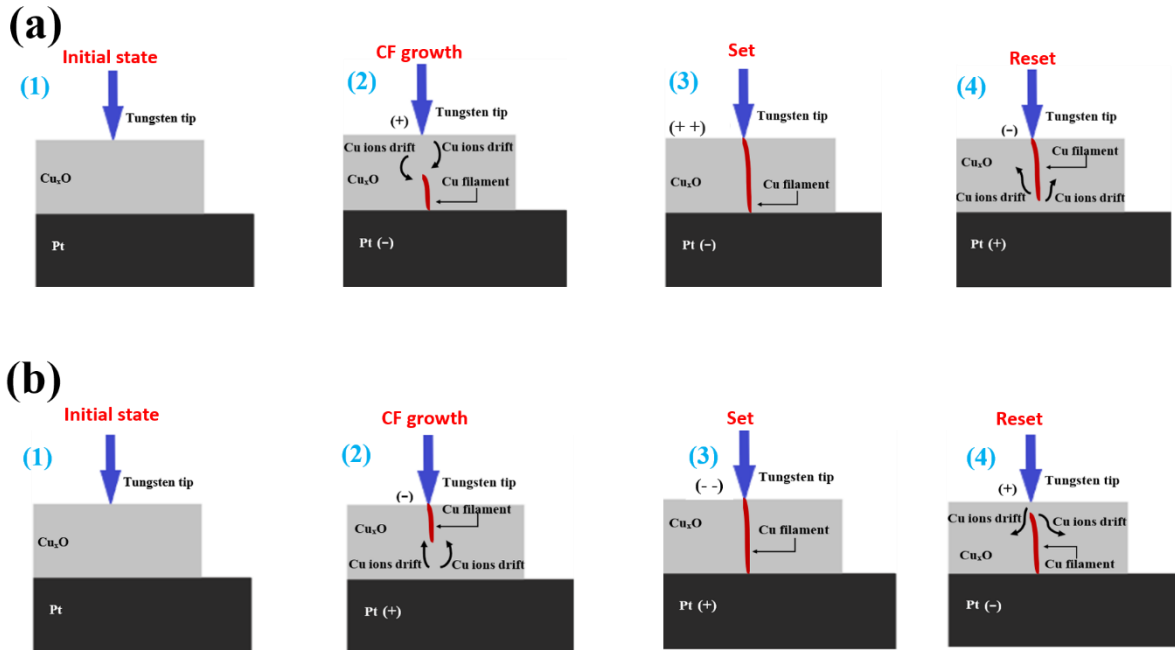 (a)
Initial state
(1)
Tungsten tip
CuₓO
Pt
CF growth
(2)
(+)
Tungsten tip
Cu ions drift
Cu ions drift
CuₓO
Cu filament
Pt (−)
Set
(3)
(+ +)
Tungsten tip
CuₓO
Cu filament
Pt (−)
Reset
(4)
(-)
Tungsten tip
CuₓO
Cu filament
Cu ions drift
Cu ions drift
Pt (+)
(b)
Initial state
(1)
Tungsten tip
CuₓO
Pt
CF growth
(2)
(−)
Tungsten tip
Cu filament
CuₓO
Cu ions drift
Cu ions drift
Pt (+)
Set
(3)
(- -)
Tungsten tip
CuₓO
Cu filament
Pt (+)
Reset
(4)
(+)
Tungsten tip
Cu ions drift
Cu ions drift
CuₓO
Cu filament
Pt (−)